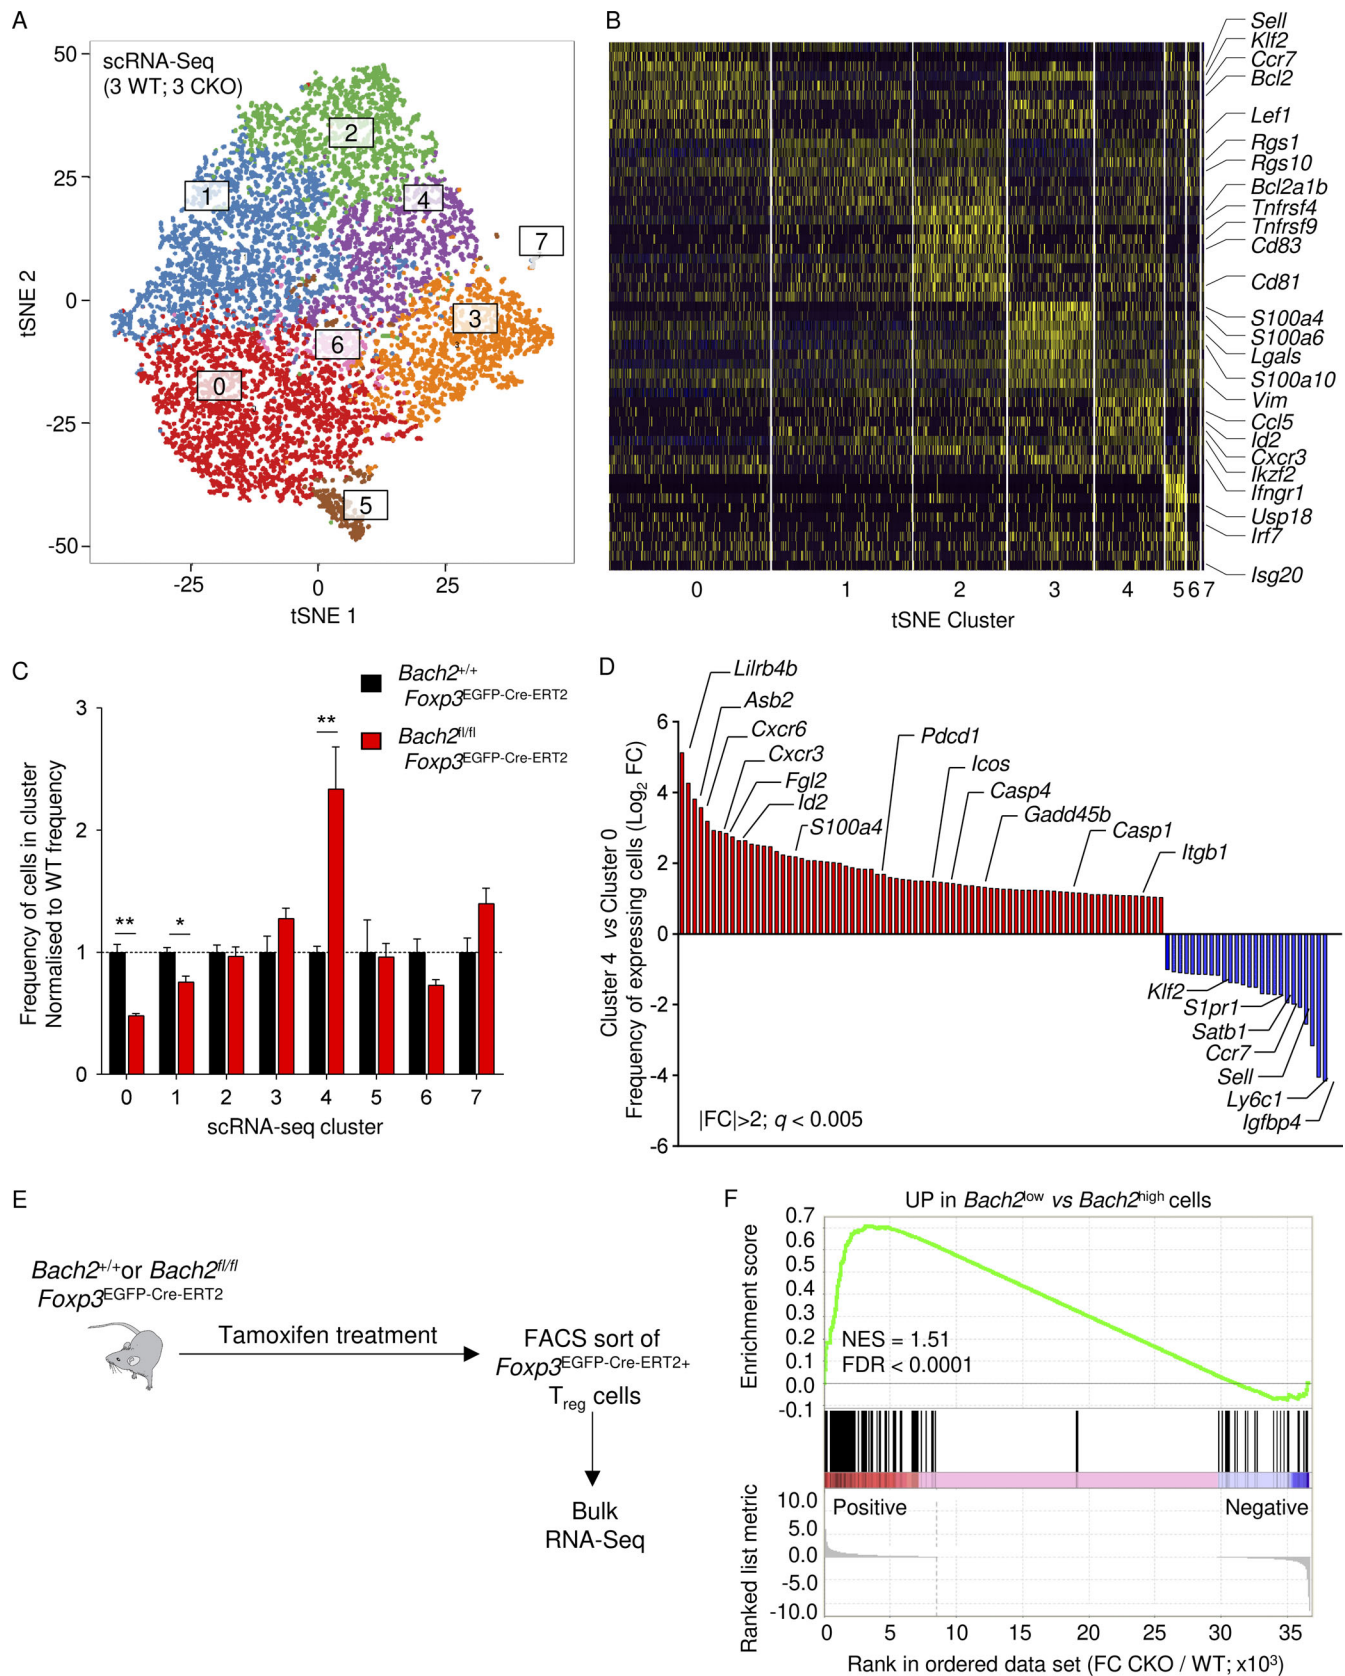 A
scRNA-Seq
(3 WT; 3 CKO)
50
25
0
-25
-50
tSNE 2
-25
0
25
tSNE 1
0
1
2
3
4
5
6
7
B
Sell
Klf2
Ccr7
Bcl2
Lef1
Rgs1
Rgs10
Bcl2a1b
Tnfrsf4
Tnfrsf9
Cd83
Cd81
S100a4
S100a6
Lgals
S100a10
Vim
Ccl5
Id2
Cxcr3
Ikzf2
Ifngr1
Usp18
Irf7
Isg20
0 1 2 3 4 5 6 7
tSNE Cluster
C
Bach2+/+
Foxp3EGFP-Cre-ERT2
Bach2fl/fl
Foxp3EGFP-Cre-ERT2
Frequency of cells in cluster
Normalised to WT frequency
3
2
1
0
**
*
**
0 1 2 3 4 5 6 7
scRNA-seq cluster
D
Cluster 4 vs Cluster 0
Frequency of expressing cells (Log2 FC)
6
4
2
0
-2
-4
-6
Lilrb4b
Asb2
Cxcr6
Cxcr3
Fgl2
Id2
S100a4
Pdcd1
Icos
Casp4
Gadd45b
Casp1
Itgb1
Klf2
S1pr1
Satb1
Ccr7
Sell
Ly6c1
Igfbp4
|FC|>2; q < 0.005
E
Bach2+/+or Bach2fl/fl
Foxp3EGFP-Cre-ERT2
Tamoxifen treatment
FACS sort of
Foxp3EGFP-Cre-ERT2+
Treg cells
Bulk
RNA-Seq
F
UP in Bach2low vs Bach2high cells
Enrichment score
0.7
0.6
0.5
0.4
0.3
0.2
0.1
0.0
-0.1
NES = 1.51
FDR < 0.0001
Ranked list metric
10.0
5.0
0.0
-5.0
-10.0
Positive
Negative
0 5 10 15 20 25 30 35
Rank in ordered data set (FC CKO / WT; x10³)